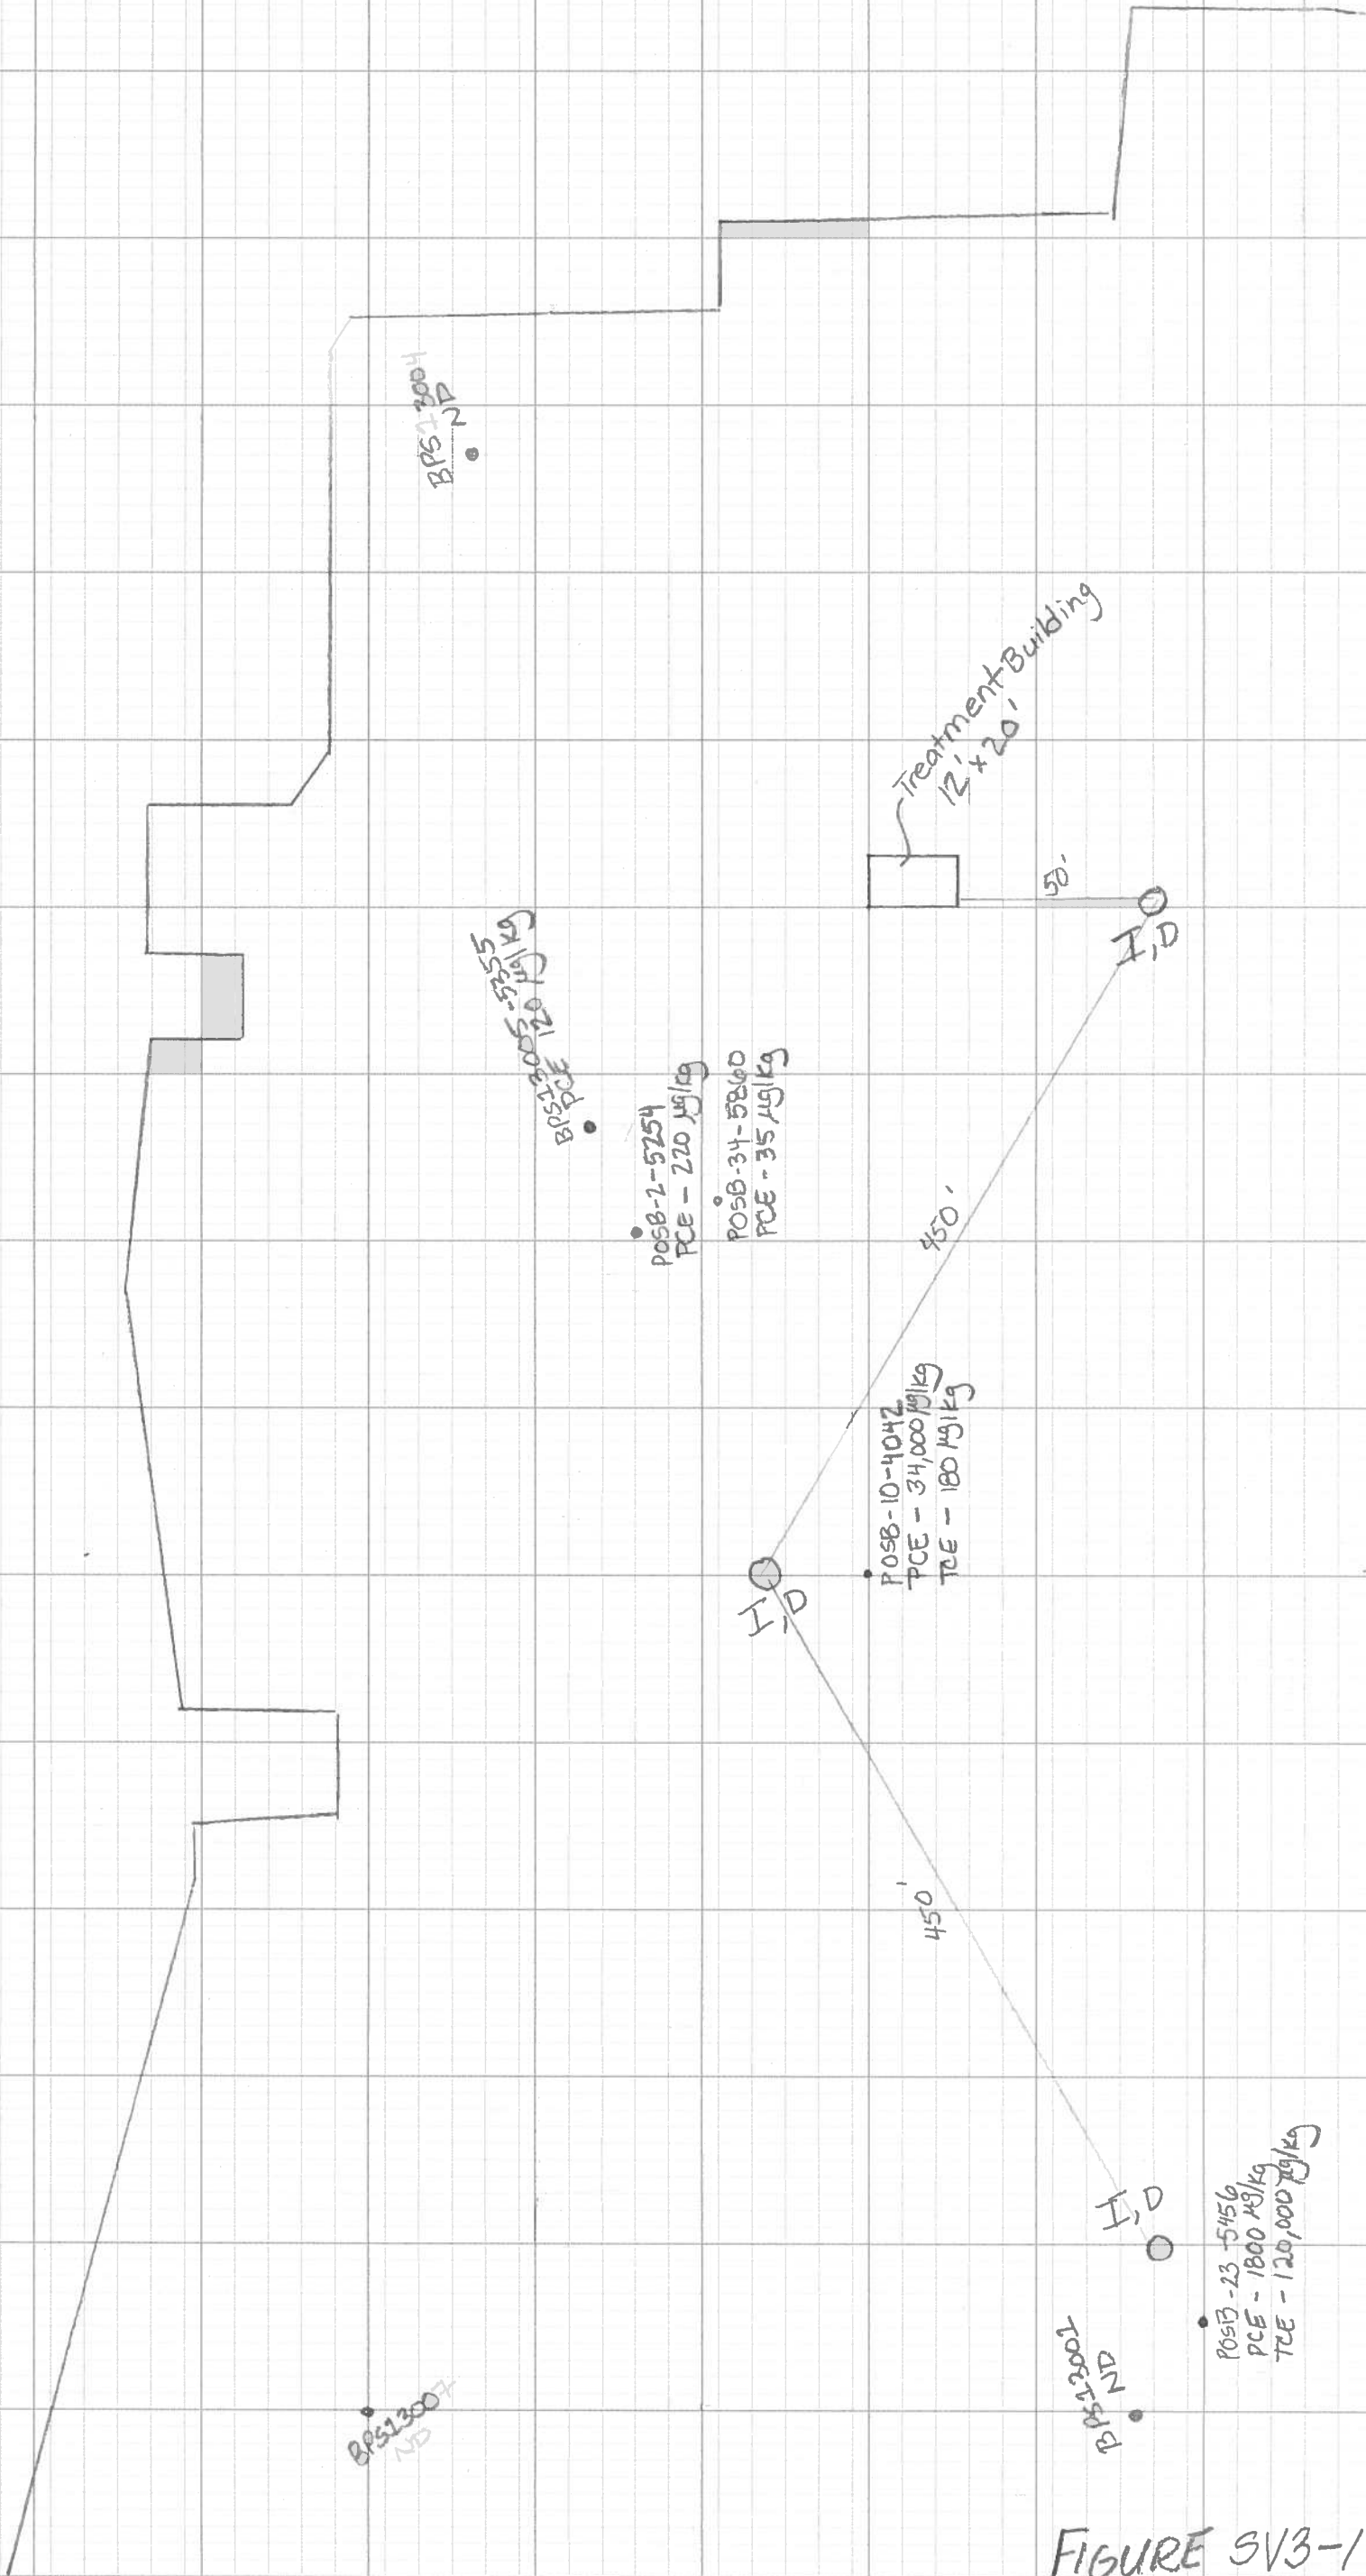 BPS13004
ND
Treatment Building
12' x 20'
50'
I,D
BPS13005-5355
PCE 120 µg/kg
POSB-2-5254
PCE - 220 µg/kg
POSB-34-5860
PCE - 35 µg/kg
450'
POSB-10-4042
PCE - 34,000 µg/kg
TCE - 180 µg/kg
I,D
450'
I,D
POSB-23-5456
PCE - 1800 µg/kg
TCE - 120,000 µg/kg
BPS13001
ND
BPS13007
ND
FIGURE SV3-1